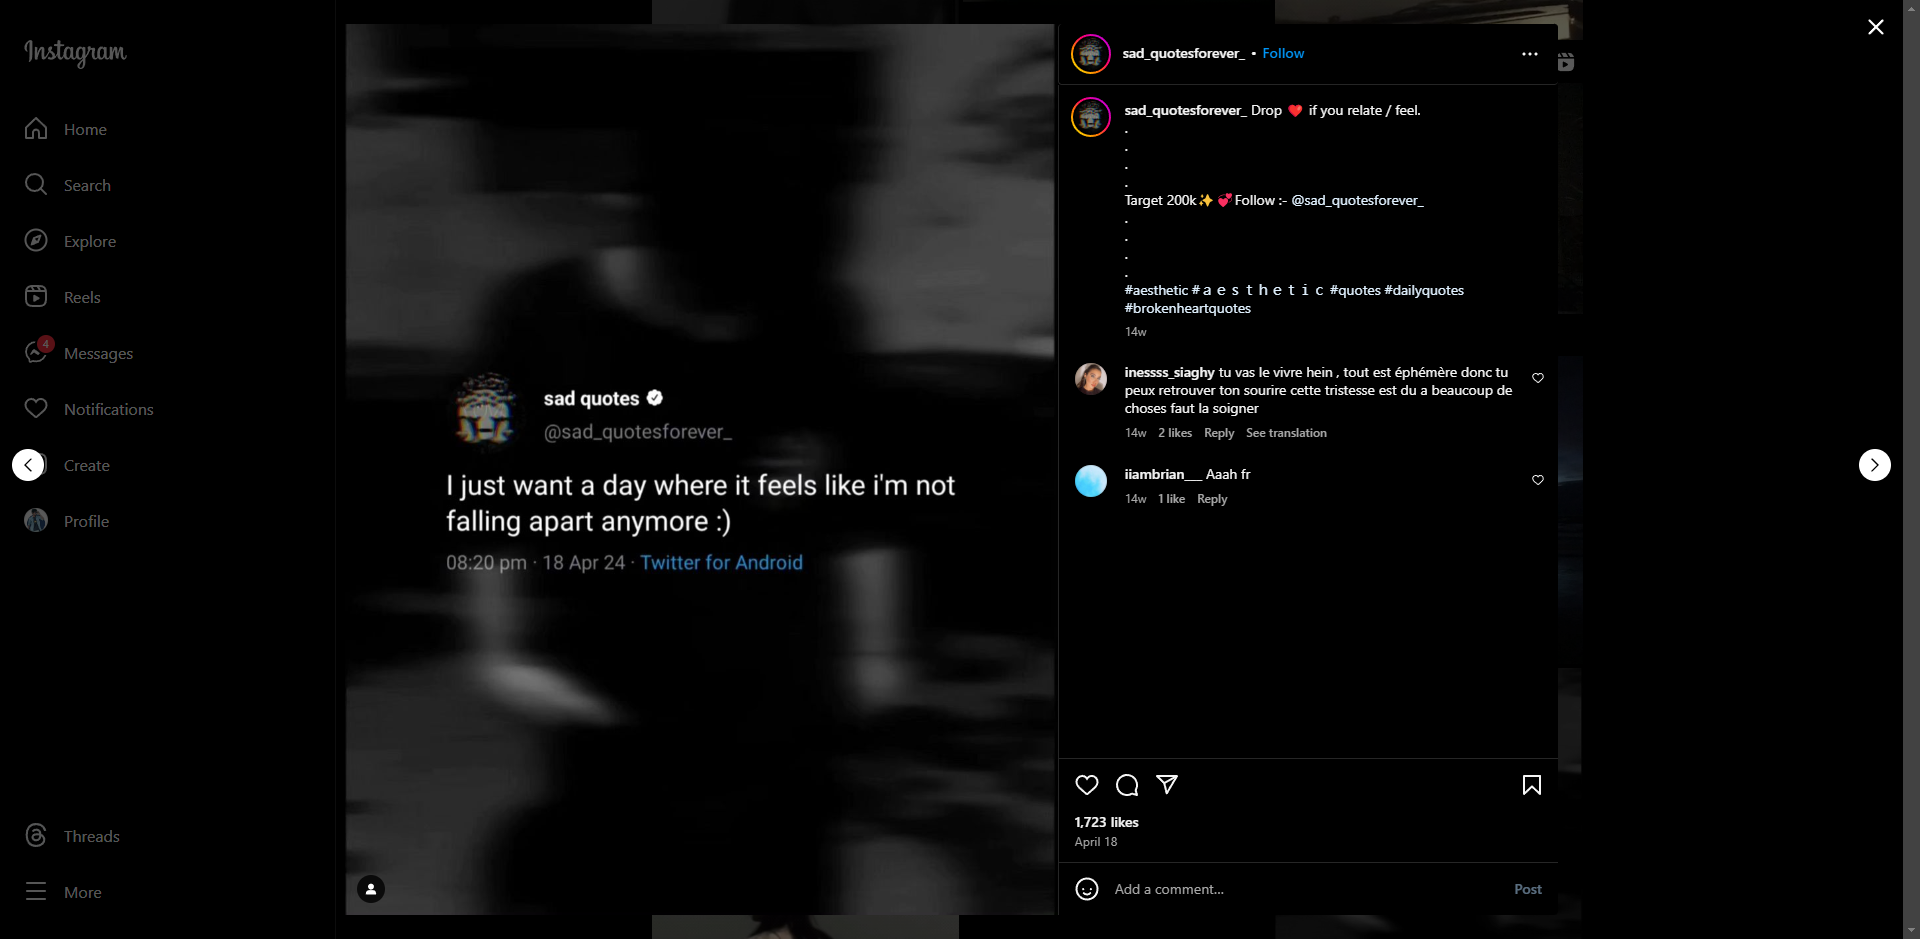 Instagram
Home
Search
Explore
Reels
4
Messages
Notifications
Create
Profile
Threads
More
sad quotes
@sad_quotesforever_
I just want a day where it feels like i'm not
falling apart anymore :)
08:20 pm · 18 Apr 24 · Twitter for Android
sad_quotesforever_ • Follow
sad_quotesforever_ Drop ❤️ if you relate / feel.
.
.
.
.
Target 200k✨💞Follow :- @sad_quotesforever_
.
.
.
.
#aesthetic #ａｅｓｔｈｅｔｉｃ #quotes #dailyquotes
#brokenheartquotes
14w
inessss_siaghy tu vas le vivre hein , tout est éphémère donc tu
peux retrouver ton sourire cette tristesse est du a beaucoup de
choses faut la soigner
14w 2 likes Reply See translation
iiambrian___ Aaah fr
14w 1 like Reply
1,723 likes
April 18
Add a comment... Post